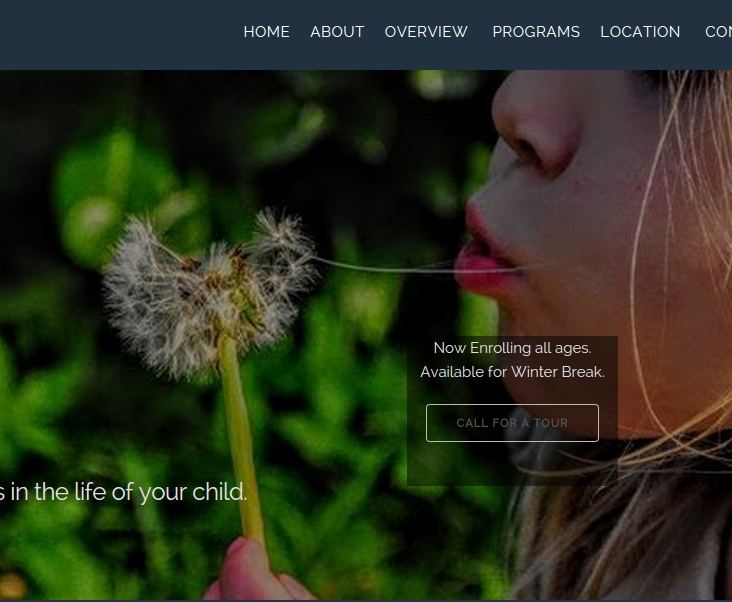 HOME ABOUT OVERVIEW PROGRAMS LOCATION
Now Enrolling all ages.
Available for Winter Break.
CALL FOR A TOUR
in the life of your child.